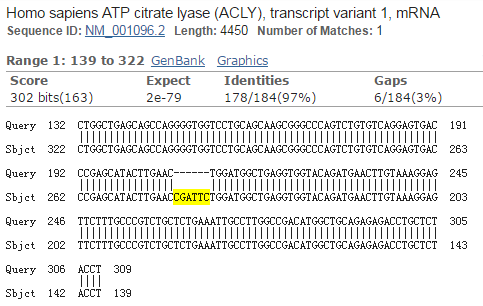 Homo sapiens ATP citrate lyase (ACLY), transcript variant 1, mRNA
Sequence ID: NM_001096.2 Length: 4450 Number of Matches: 1
Range 1: 139 to 322 GenBank Graphics
Score Expect Identities Gaps
302 bits(163) 2e-79 178/184(97%) 6/184(3%)
Query 132 CTGGCTGAGCAGCCAGGGGTGGTCCTGCAGCAAGCGGGCCCAGTCTGTGTCAGGAGTGAC 191
||||||||||||||||||||||||||||||||||||||||||||||||||||||||||||
Sbjct 322 CTGGCTGAGCAGCCAGGGGTGGTCCTGCAGCAAGCGGGCCCAGTCTGTGTCAGGAGTGAC 263
Query 192 CCGAGCATACTTGAAC------TGGATGGCTGAGGTGGTACAGATGAACTTGTAAAGGAG 245
|||||||||||||||| ||||||||||||||||||||||||||||||||||||||
Sbjct 262 CCGAGCATACTTGAACCGATTCTGGATGGCTGAGGTGGTACAGATGAACTTGTAAAGGAG 203
Query 246 TTCTTTGCCCGTCTGCTCTGAAATTGCCTTGGCCGACATGGCTGCAGAGAGACCTGCTCT 305
||||||||||||||||||||||||||||||||||||||||||||||||||||||||||||
Sbjct 202 TTCTTTGCCCGTCTGCTCTGAAATTGCCTTGGCCGACATGGCTGCAGAGAGACCTGCTCT 143
Query 306 ACCT 309
||||
Sbjct 142 ACCT 139